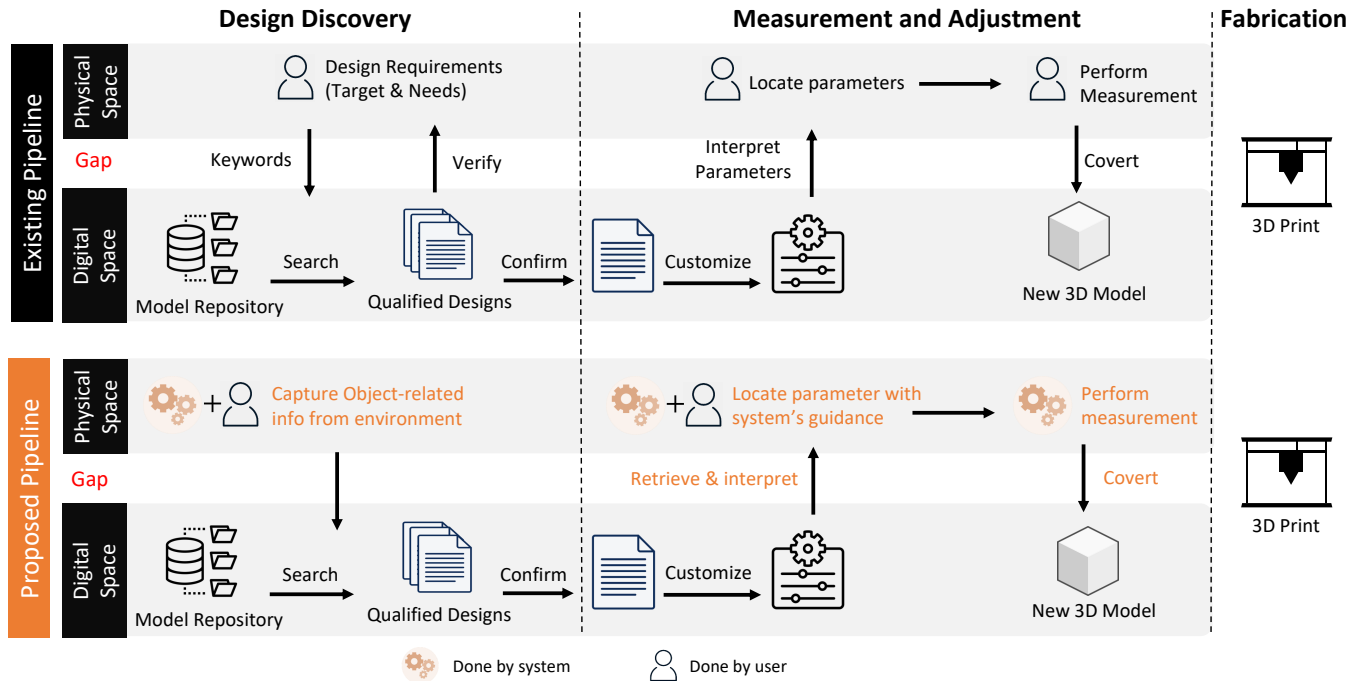 Design Discovery
Measurement and Adjustment
Fabrication
Existing Pipeline
Physical
Space
Design Requirements
(Target & Needs)
Locate parameters
Perform
Measurement
Gap
Keywords
Verify
Interpret
Parameters
Covert
Digital
Space
Model Repository
Search
Qualified Designs
Confirm
Customize
New 3D Model
3D Print
Proposed Pipeline
Physical
Space
+
Capture Object-related
info from environment
+
Locate parameter with
system's guidance
Perform
measurement
Gap
Retrieve & interpret
Covert
Digital
Space
Model Repository
Search
Qualified Designs
Confirm
Customize
New 3D Model
3D Print
Done by system
Done by user